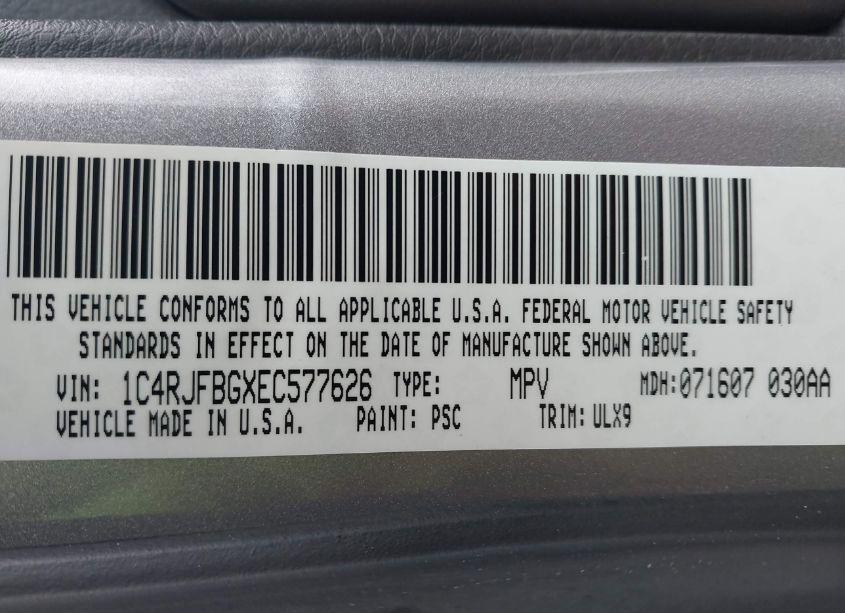 THIS VEHICLE CONFORMS TO ALL APPLICABLE U.S.A. FEDERAL MOTOR VEHICLE SAFETY
STANDARDS IN EFFECT ON THE DATE OF MANUFACTURE SHOWN ABOVE.
VIN: 1C4RJFBGXEC577626 TYPE: MPV MDH:071607 030AA
VEHICLE MADE IN U.S.A. PAINT: PSC TRIM: ULX9